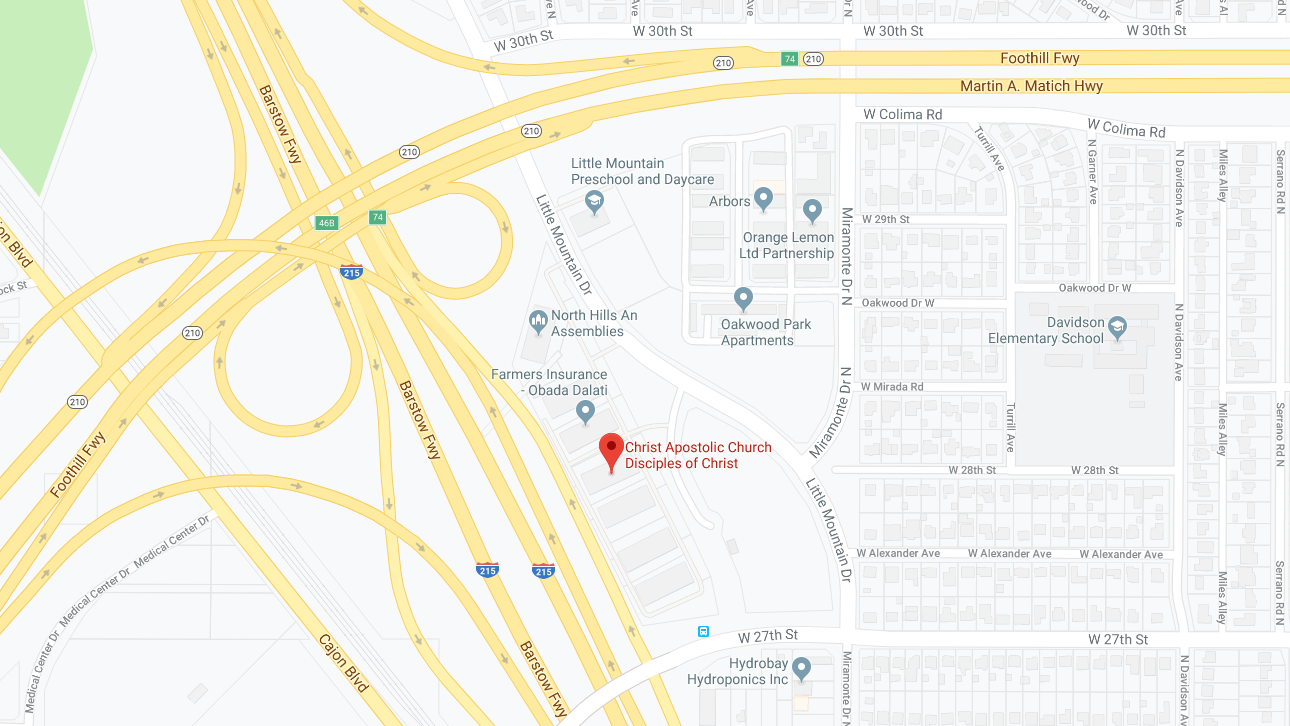 W 30th St
W 30th St
W 30th St
W 30th St
Dr N
210
74
210
Foothill Fwy
Martin A. Matich Hwy
Barstow Fwy
210
210
W Colima Rd
W Colima Rd
Turrill Ave
N Garner Ave
N Davidson Ave
Miles Alley
Serrano Rd N
Little Mountain
Preschool and Daycare
Arbors
Orange Lemon
Ltd Partnership
Little Mountain Dr
Miramonte Dr N
W 29th St
46B
74
215
Cajon Blvd
Oakwood Dr W
Oakwood Dr W
Oakwood Park
Apartments
North Hills An
Assemblies
Davidson
Elementary School
N Davidson Ave
210
Farmers Insurance
- Obada Dalati
W Mirada Rd
Miramonte Dr N
Turrill Ave
Miles Alley
Serrano Rd N
210
Barstow Fwy
Foothill Fwy
Christ Apostolic Church
Disciples of Christ
W 28th St
W 28th St
Little Mountain Dr
W Alexander Ave
W Alexander Ave
W Alexander Ave
Medical Center Dr
Medical Center Dr
Medical Center Dr
215
215
Miles Alley
Serrano Rd N
Cajon Blvd
Barstow Fwy
W 27th St
W 27th St
Hydrobay
Hydroponics Inc
Miramonte Dr N
N Davidson Ave